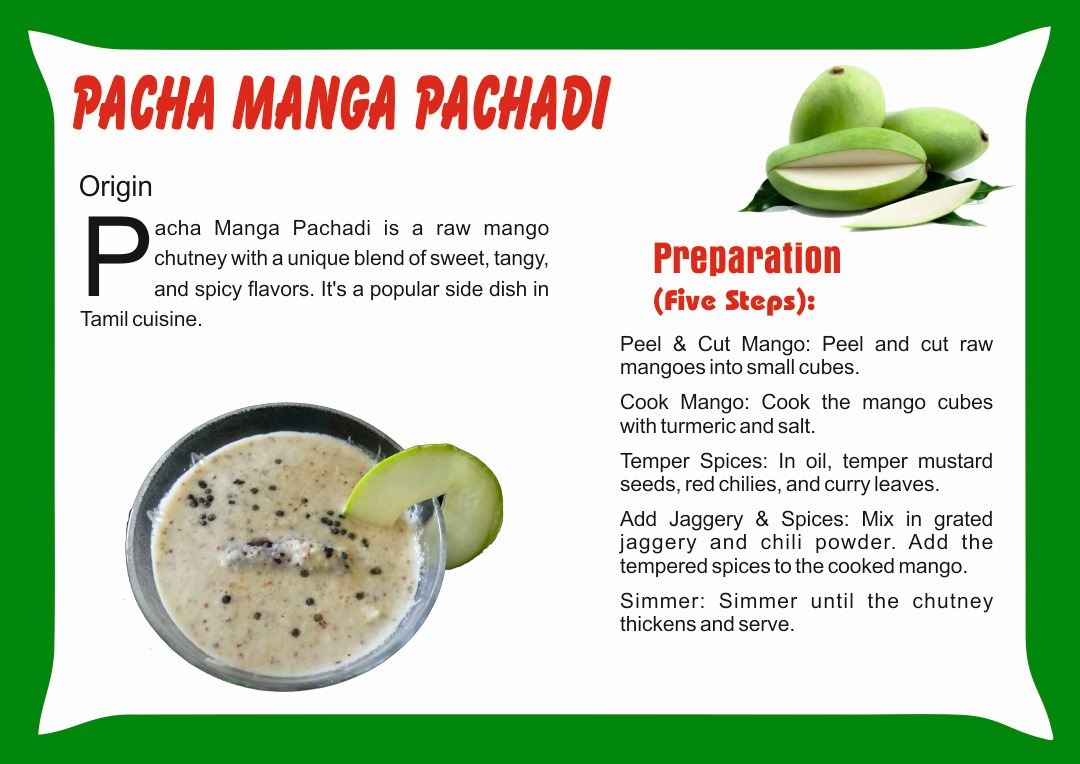 PACHA MANGA PACHADI
Origin
Pacha Manga Pachadi is a raw mango
chutney with a unique blend of sweet, tangy,
and spicy flavors. It's a popular side dish in
Tamil cuisine.
Preparation
(Five Steps):
Peel & Cut Mango: Peel and cut raw
mangoes into small cubes.
Cook Mango: Cook the mango cubes
with turmeric and salt.
Temper Spices: In oil, temper mustard
seeds, red chilies, and curry leaves.
Add Jaggery & Spices: Mix in grated
jaggery and chili powder. Add the
tempered spices to the cooked mango.
Simmer: Simmer until the chutney
thickens and serve.